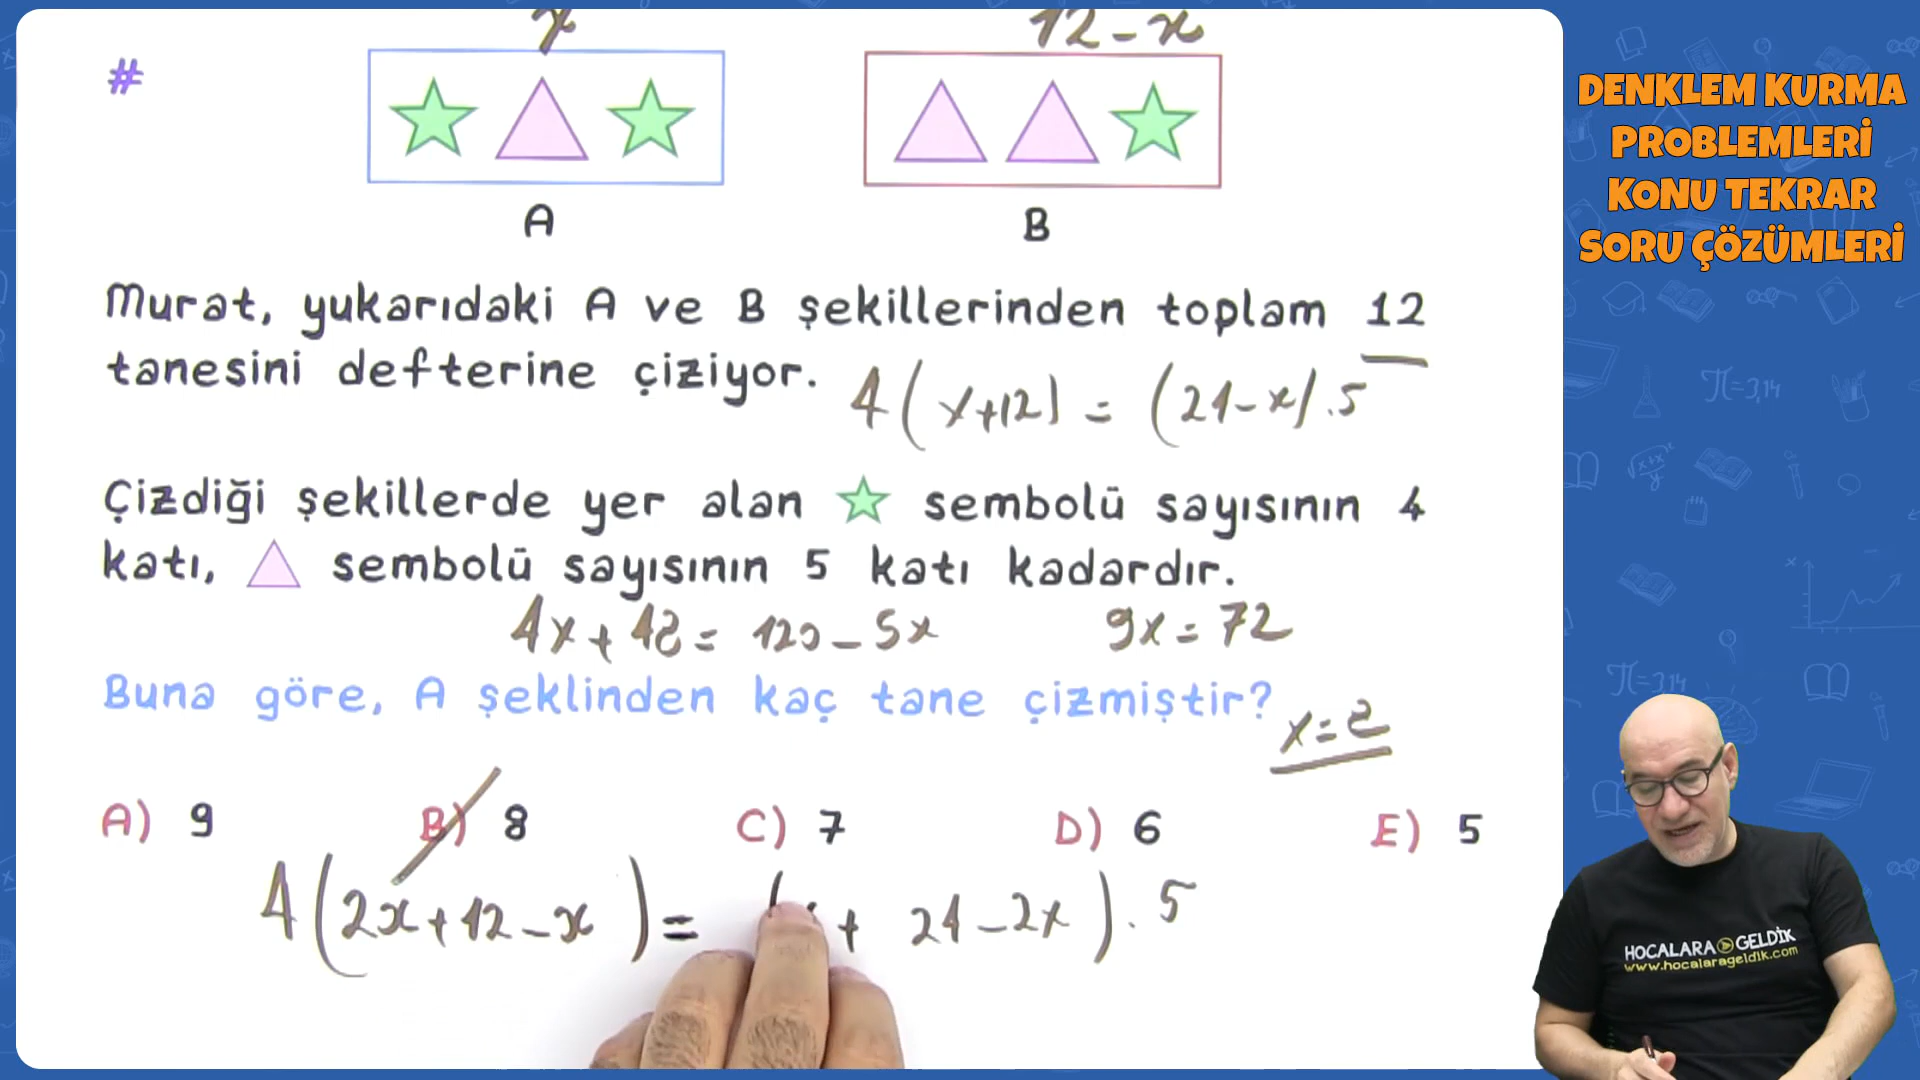 x
12-x
#
A
B
Murat, yukarıdaki A ve B şekillerinden toplam 12
tanesini defterine çiziyor.
4(x+12) = (24-x).5
Çizdiği şekillerde yer alan sembolü sayısının 4
katı, sembolü sayısının 5 katı kadardır.
4x+48 = 120-5x
9x = 72
Buna göre, A şeklinden kaç tane çizmiştir?
x=8
A) 9
B) 8
C) 7
D) 6
E) 5
4(2x+12-x) = ( + 24-2x).5
DENKLEM KURMA
PROBLEMLERİ
KONU TEKRAR
SORU ÇÖZÜMLERİ
HOCALARA GELDİK
www.hocalarageldik.com